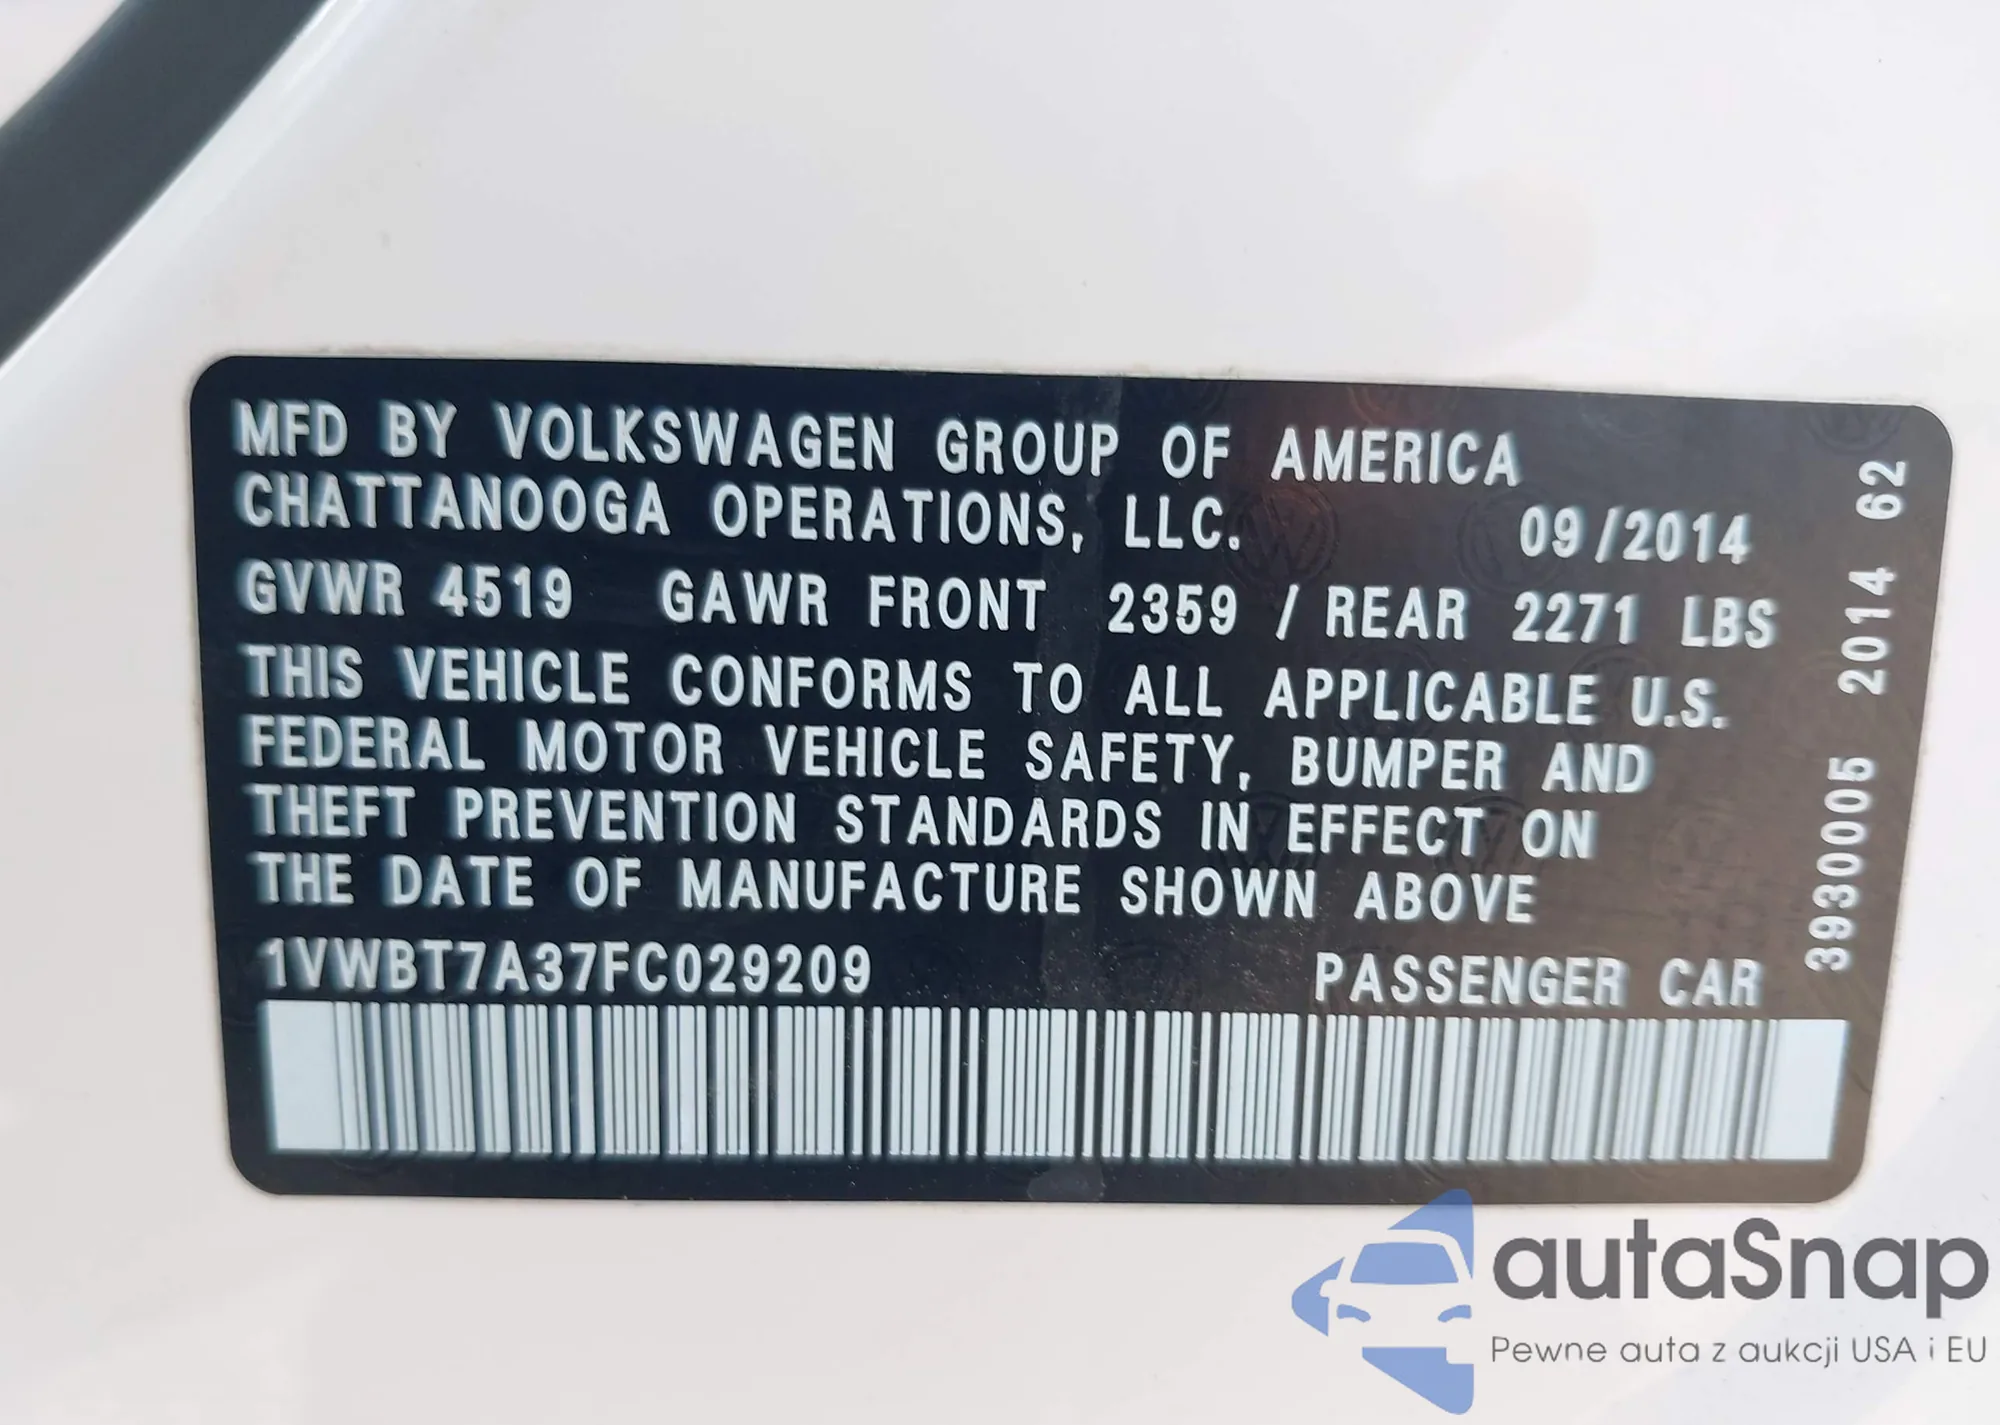 MFD BY VOLKSWAGEN GROUP OF AMERICA
CHATTANOOGA OPERATIONS, LLC. 09/2014
GVWR 4519 GAWR FRONT 2359 / REAR 2271 LBS
THIS VEHICLE CONFORMS TO ALL APPLICABLE U.S.
FEDERAL MOTOR VEHICLE SAFETY, BUMPER AND
THEFT PREVENTION STANDARDS IN EFFECT ON
THE DATE OF MANUFACTURE SHOWN ABOVE
1VWBT7A37FC029209 PASSENGER CAR
3930005 2014 62
autaSnap
Pewne auta z aukcji USA i EU